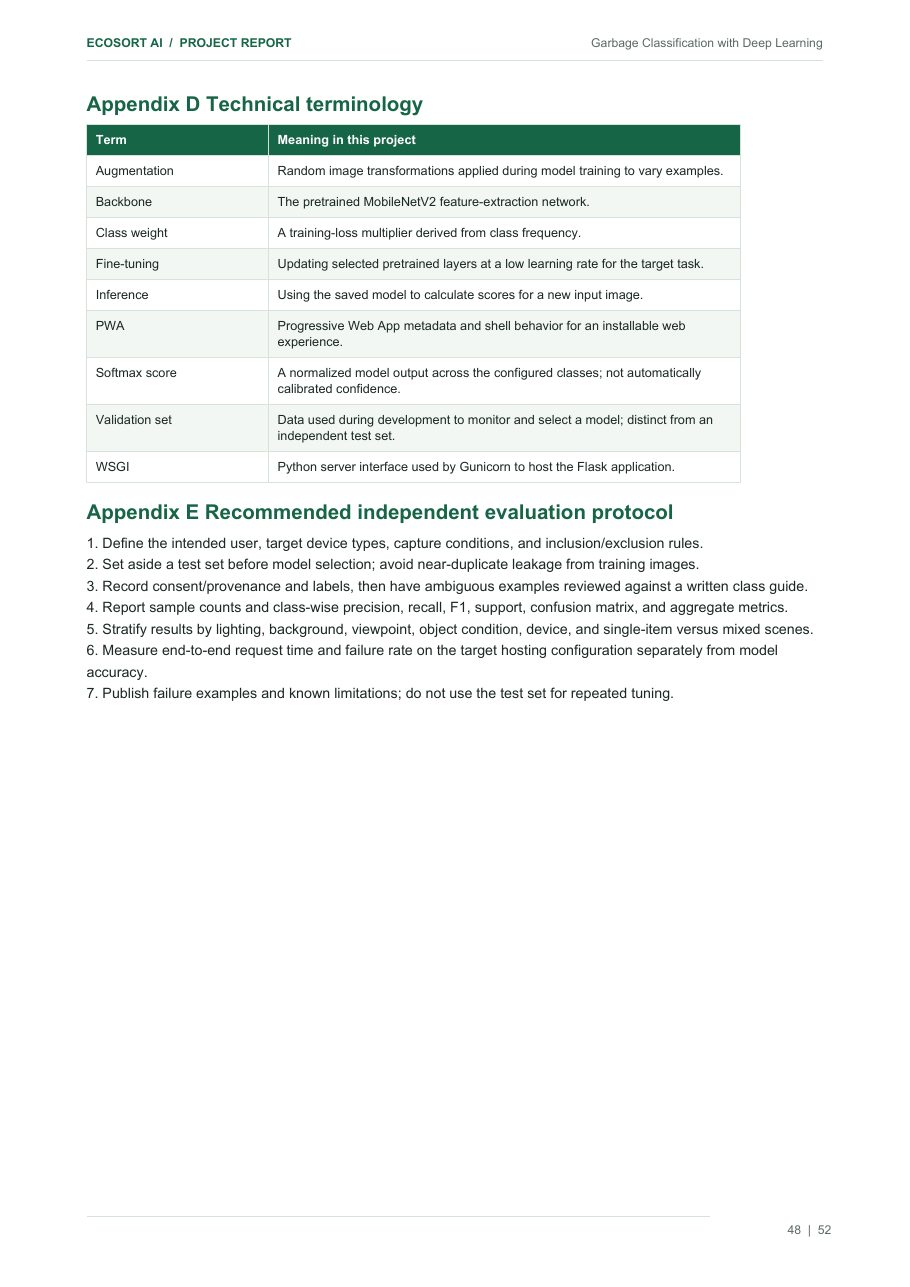 ECOSORT AI / PROJECT REPORT
Garbage Classification with Deep Learning
Appendix D Technical terminology
Term
Meaning in this project
Augmentation
Random image transformations applied during model training to vary examples.
Backbone
The pretrained MobileNetV2 feature-extraction network.
Class weight
A training-loss multiplier derived from class frequency.
Fine-tuning
Updating selected pretrained layers at a low learning rate for the target task.
Inference
Using the saved model to calculate scores for a new input image.
PWA
Progressive Web App metadata and shell behavior for an installable web
experience.
Softmax score
A normalized model output across the configured classes; not automatically
calibrated confidence.
Validation set
Data used during development to monitor and select a model; distinct from an
independent test set.
WSGI
Python server interface used by Gunicorn to host the Flask application.
Appendix E Recommended independent evaluation protocol
1. Define the intended user, target device types, capture conditions, and inclusion/exclusion rules.
2. Set aside a test set before model selection; avoid near-duplicate leakage from training images.
3. Record consent/provenance and labels, then have ambiguous examples reviewed against a written class guide.
4. Report sample counts and class-wise precision, recall, F1, support, confusion matrix, and aggregate metrics.
5. Stratify results by lighting, background, viewpoint, object condition, device, and single-item versus mixed scenes.
6. Measure end-to-end request time and failure rate on the target hosting configuration separately from model
accuracy.
7. Publish failure examples and known limitations; do not use the test set for repeated tuning.
48 | 52